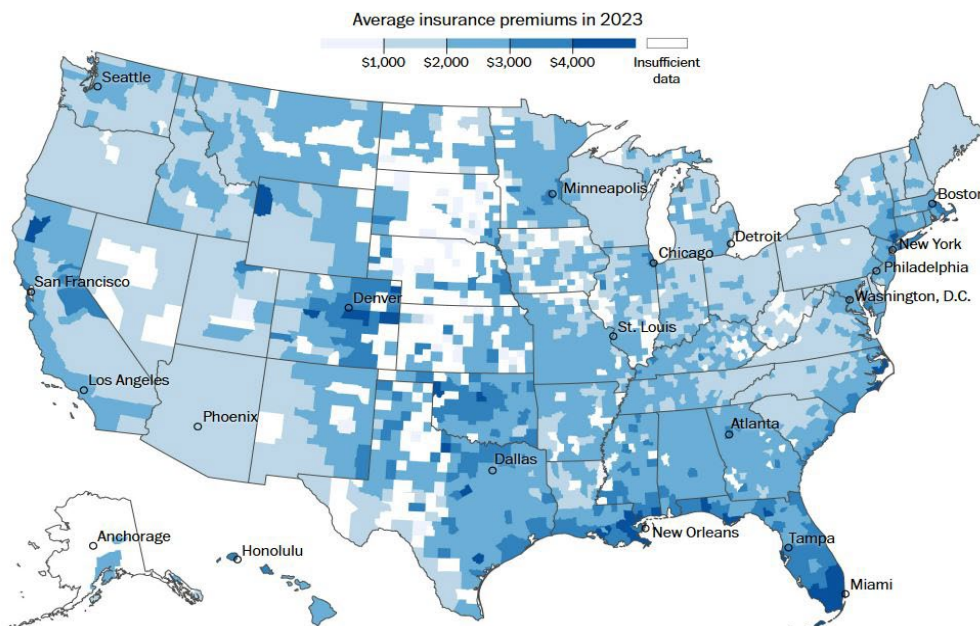 Average insurance premiums in 2023
$1,000 $2,000 $3,000 $4,000 Insufficient
data
Seattle
Minneapolis
Boston
Detroit
Chicago
New York
San Francisco
Philadelphia
Denver
Washington, D.C.
St. Louis
Los Angeles
Phoenix
Atlanta
Dallas
New Orleans
Anchorage
Honolulu
Tampa
Miami